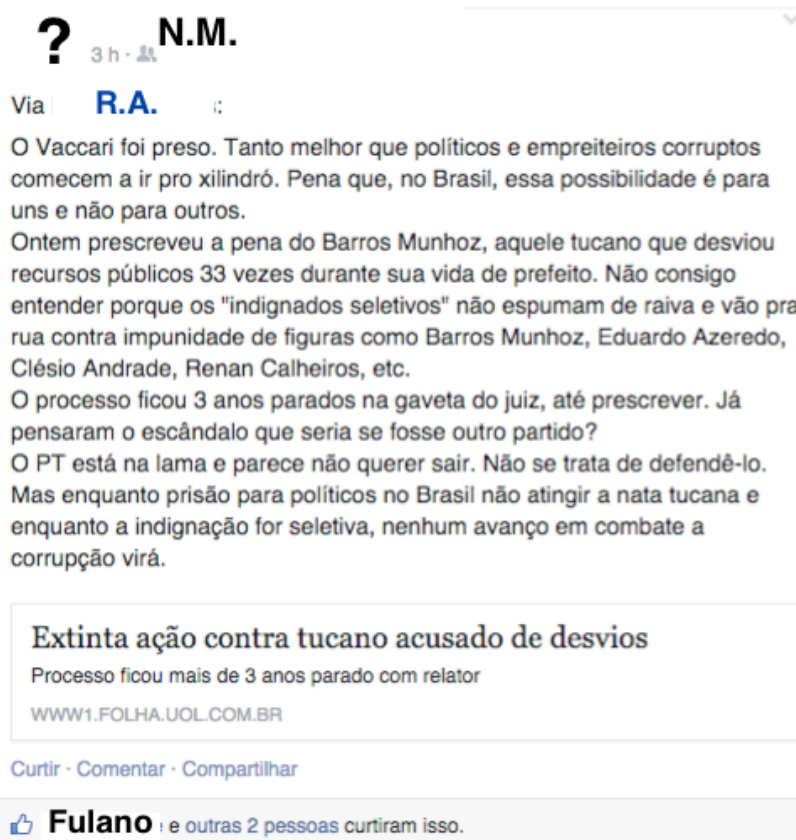 ? 3 h · N.M.
Via R.A. :
O Vaccari foi preso. Tanto melhor que políticos e empreiteiros corruptos
comecem a ir pro xilindró. Pena que, no Brasil, essa possibilidade é para
uns e não para outros.
Ontem prescreveu a pena do Barros Munhoz, aquele tucano que desviou
recursos públicos 33 vezes durante sua vida de prefeito. Não consigo
entender porque os "indignados seletivos" não espumam de raiva e vão pra
rua contra impunidade de figuras como Barros Munhoz, Eduardo Azeredo,
Clésio Andrade, Renan Calheiros, etc.
O processo ficou 3 anos parados na gaveta do juiz, até prescrever. Já
pensaram o escândalo que seria se fosse outro partido?
O PT está na lama e parece não querer sair. Não se trata de defendê-lo.
Mas enquanto prisão para políticos no Brasil não atingir a nata tucana e
enquanto a indignação for seletiva, nenhum avanço em combate a
corrupção virá.
Extinta ação contra tucano acusado de desvios
Processo ficou mais de 3 anos parado com relator
WWW1.FOLHA.UOL.COM.BR
Curtir · Comentar · Compartilhar
Fulano e outras 2 pessoas curtiram isso.